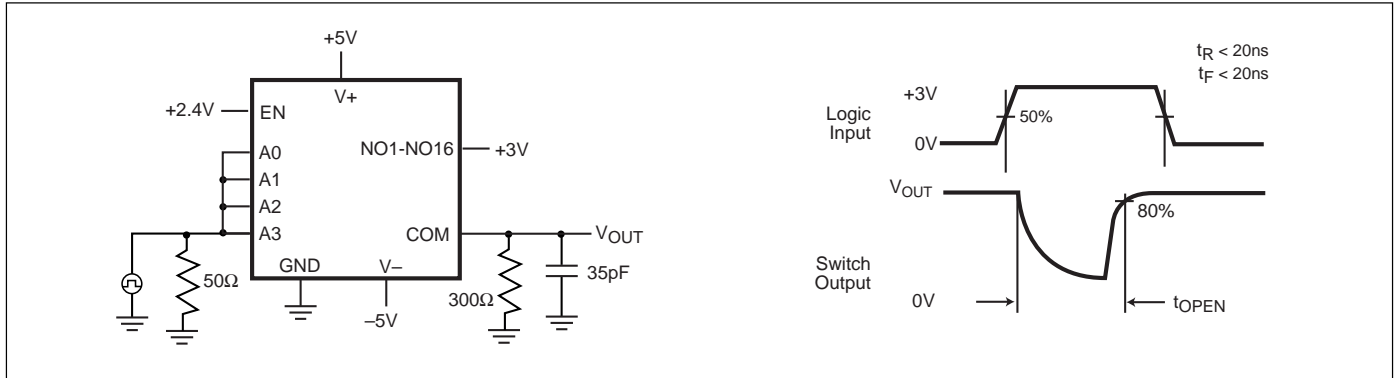 +5V
V+
+2.4V
EN
A0
NO1-NO16
+3V
A1
A2
A3
COM
VOUT
GND
V–
50Ω
300Ω
35pF
–5V
tR < 20ns
tF < 20ns
+3V
Logic
Input
50%
0V
VOUT
80%
Switch
Output
0V
tOPEN